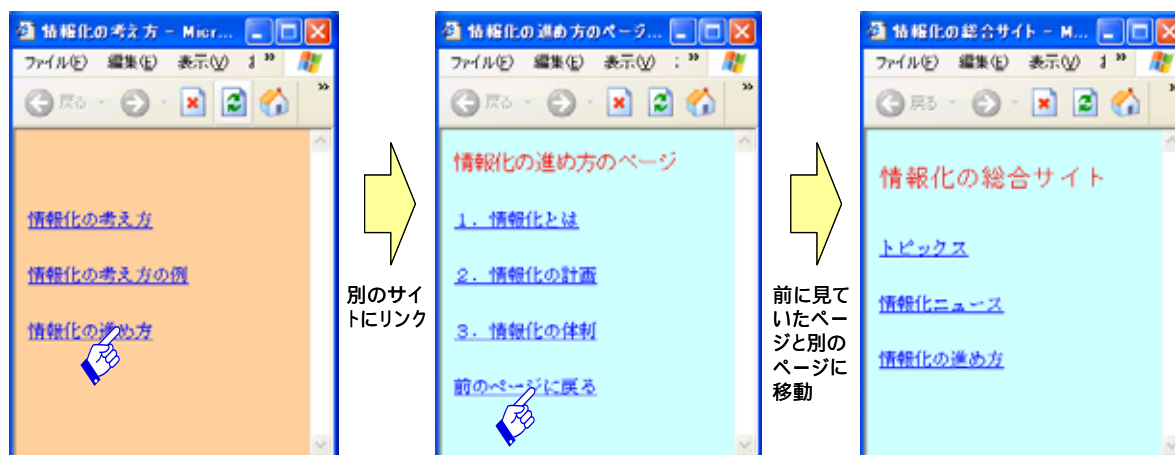 情報化の考え方 - Micr...
ファイル(F) 編集(E) 表示(V)
戻る
情報化の考え方
情報化の考え方の例
情報化の進め方
別のサイ
トにリンク
情報化の進め方のページ...
ファイル(F) 編集(E) 表示(V)
戻る
情報化の進め方のページ
1. 情報化とは
2. 情報化の計画
3. 情報化の体制
前のページに戻る
前に見て
いたペー
ジと別の
ページに
移動
情報化の総合サイト - M...
ファイル(F) 編集(E) 表示(V)
戻る
情報化の総合サイト
トピックス
情報化ニュース
情報化の進め方